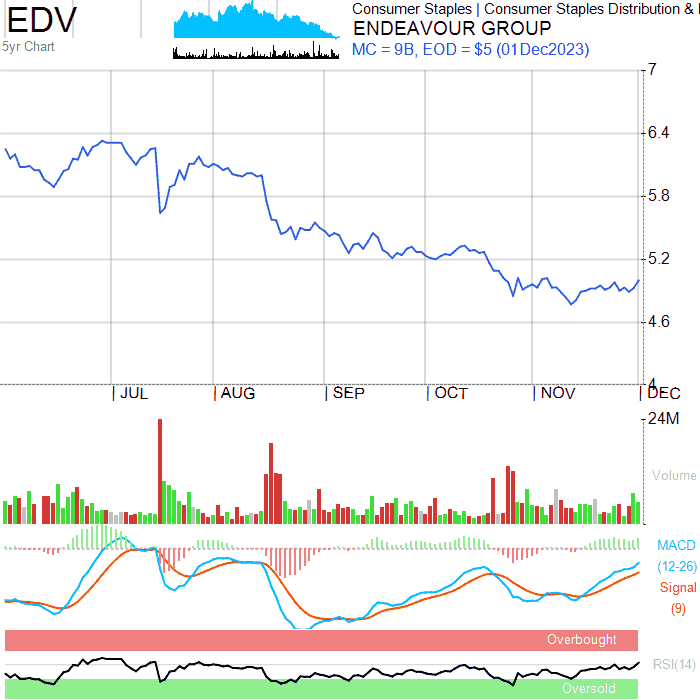 EDV
5yr Chart
Consumer Staples | Consumer Staples Distribution &
ENDEAVOUR GROUP
MC = 9B, EOD = $5 (01Dec2023)
7
6.4
5.8
5.2
4.6
4
JUL
AUG
SEP
OCT
NOV
DEC
24M
Volume
MACD
(12-26)
Signal
(9)
Overbought
RSI(14)
Oversold